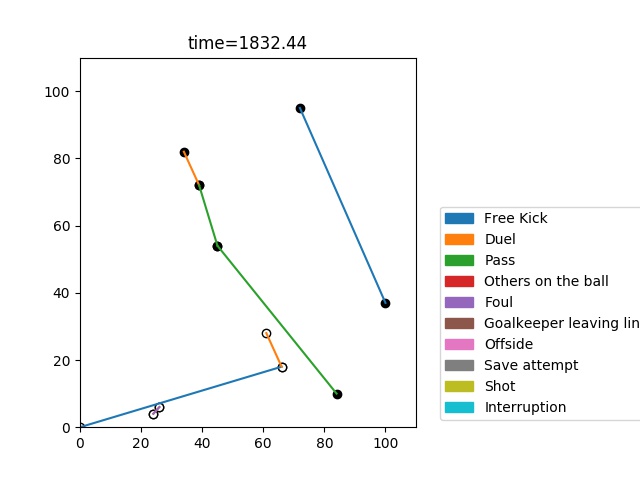 time=1832.44
100
80
60
40
20
0
0 20 40 60 80 100
Free Kick
Duel
Pass
Others on the ball
Foul
Goalkeeper leaving lin
Offside
Save attempt
Shot
Interruption